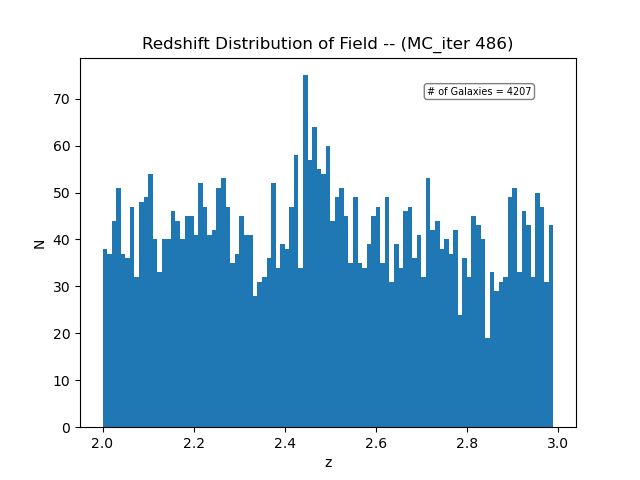 Redshift Distribution of Field -- (MC_iter 486)
# of Galaxies = 4207
70
60
50
40
30
20
10
0
N
2.0 2.2 2.4 2.6 2.8 3.0
z